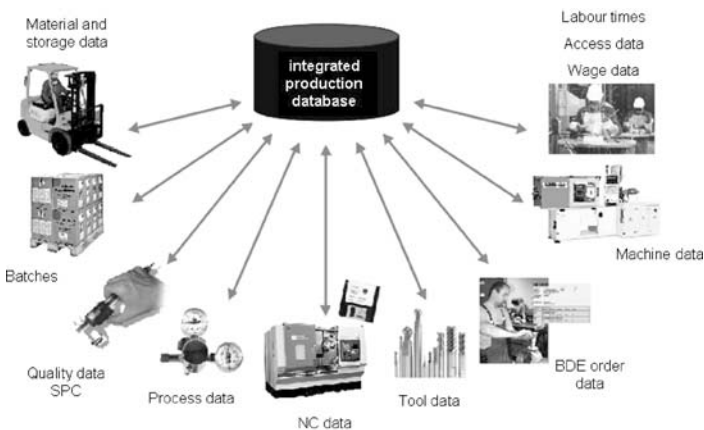 Material and
storage data
integrated
production
database
Labour times
Access data
Wage data
Batches
Machine data
Quality data
SPC
Process data
NC data
Tool data
BDE order
data